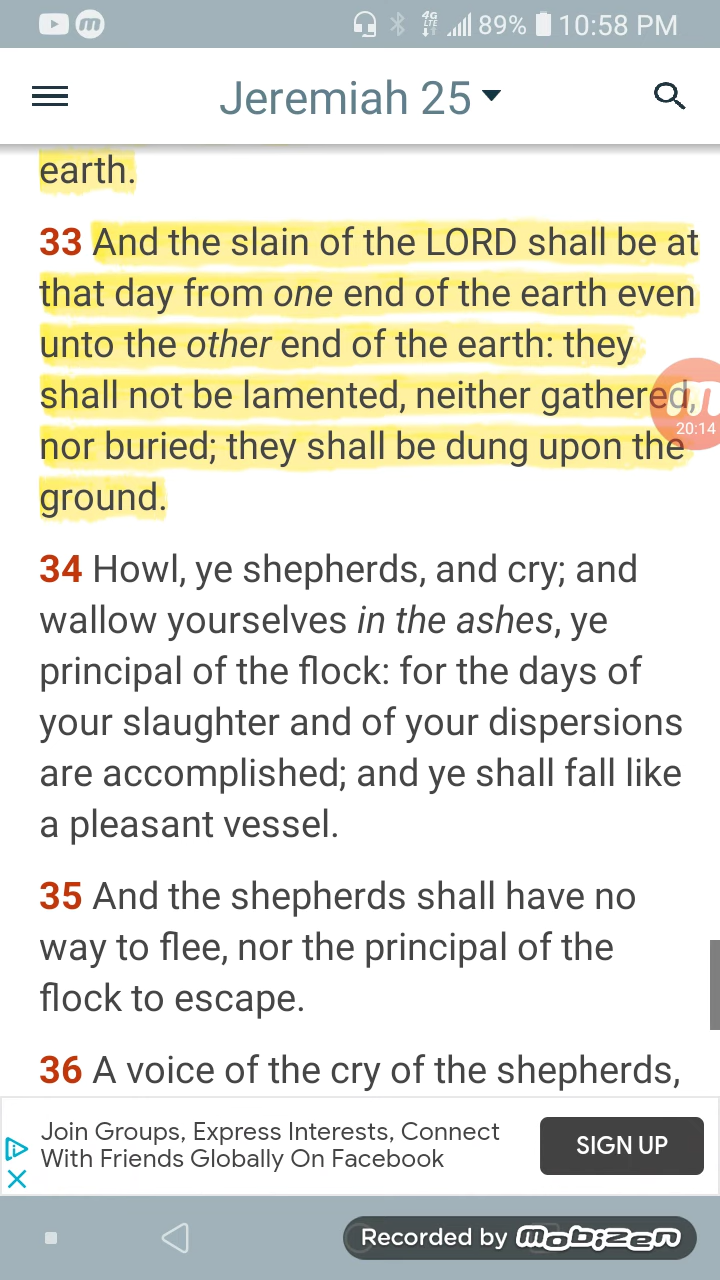 4G
LTE
89%
10:58 PM
Jeremiah 25
earth.
33 And the slain of the LORD shall be at
that day from one end of the earth even
unto the other end of the earth: they
shall not be lamented, neither gathered,
nor buried; they shall be dung upon the
ground.
20:14
34 Howl, ye shepherds, and cry; and
wallow yourselves in the ashes, ye
principal of the flock: for the days of
your slaughter and of your dispersions
are accomplished; and ye shall fall like
a pleasant vessel.
35 And the shepherds shall have no
way to flee, nor the principal of the
flock to escape.
36 A voice of the cry of the shepherds,
Join Groups, Express Interests, Connect
With Friends Globally On Facebook
SIGN UP
Recorded by mobizen